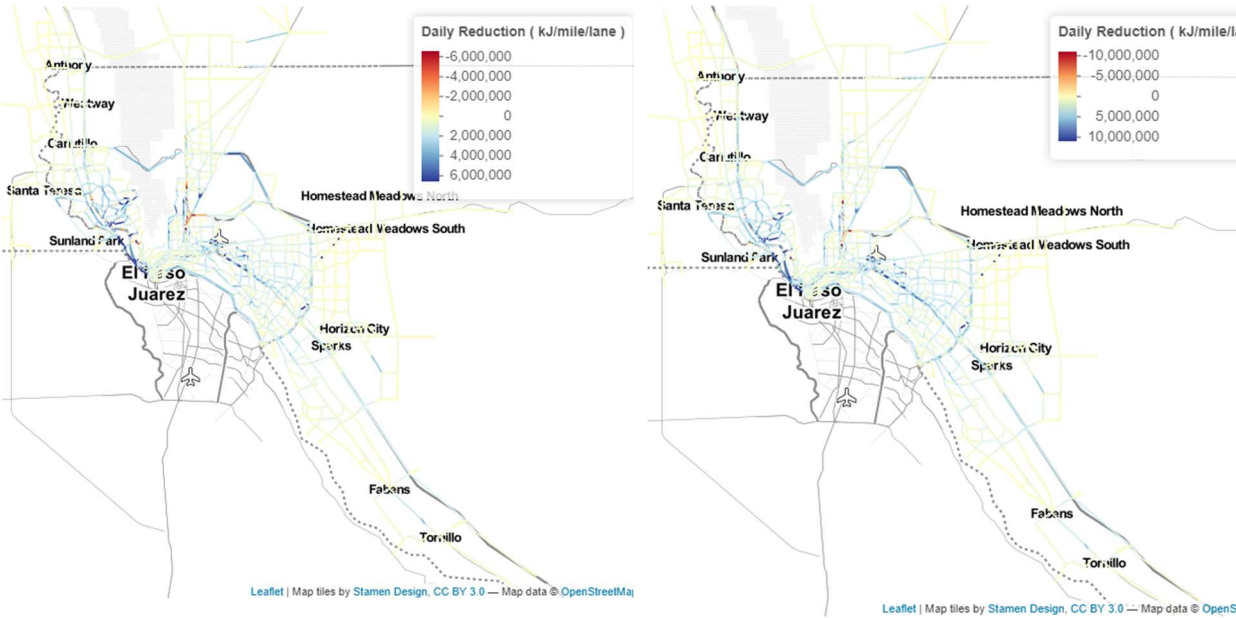 Daily Reduction ( kJ/mile/lane )
-6,000,000
-4,000,000
-2,000,000
0
2,000,000
4,000,000
6,000,000
Anthony
Westway
Canutillo
Santa Teresa
Homestead Meadows North
Homestead Meadows South
Sunland Park
El Paso
Juarez
Horizon City
Sparks
Fabens
Tornillo
Leaflet | Map tiles by Stamen Design, CC BY 3.0 — Map data © OpenStreetMap
Daily Reduction ( kJ/mile/la
-10,000,000
-5,000,000
0
5,000,000
10,000,000
Anthony
Westway
Canutillo
Santa Teresa
Homestead Meadows North
Homestead Meadows South
Sunland Park
El Paso
Juarez
Horizon City
Sparks
Fabens
Tornillo
Leaflet | Map tiles by Stamen Design, CC BY 3.0 — Map data © OpenS